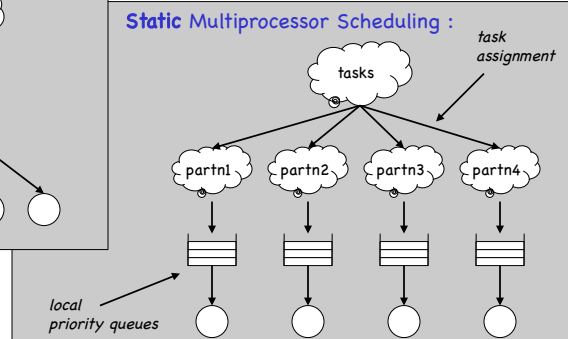 Static Multiprocessor Scheduling :
task
assignment
tasks
partn1 partn2 partn3 partn4
local
priority queues